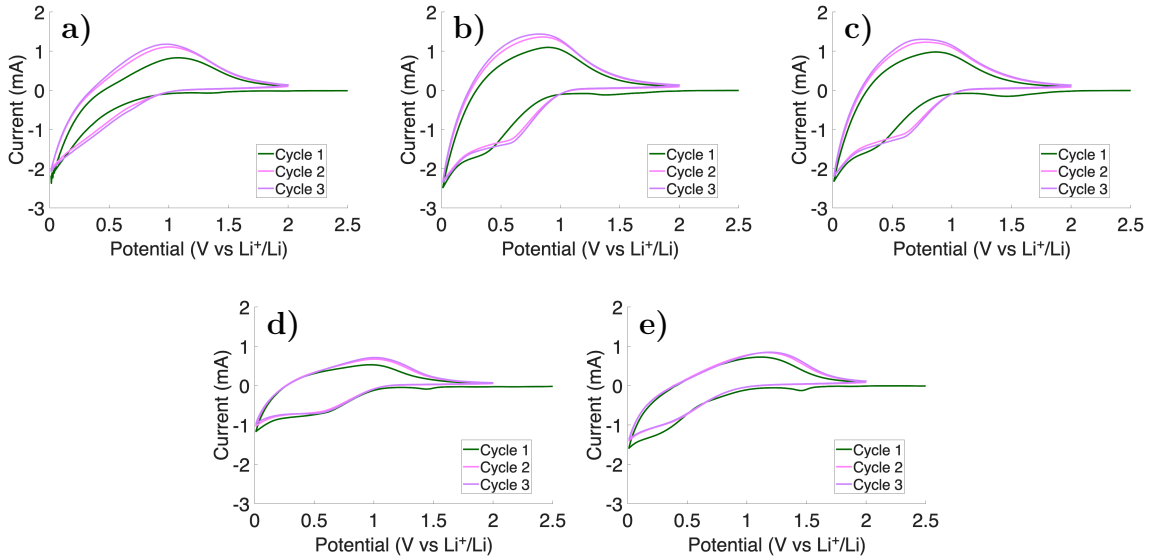 a)
2
1
0
-1
-2
-3
Current (mA)
Cycle 1
Cycle 2
Cycle 3
0
0.5
1
1.5
2
2.5
Potential (V vs Li⁺/Li)
b)
2
1
0
-1
-2
-3
Current (mA)
Cycle 1
Cycle 2
Cycle 3
0
0.5
1
1.5
2
2.5
Potential (V vs Li⁺/Li)
c)
2
1
0
-1
-2
-3
Current (mA)
Cycle 1
Cycle 2
Cycle 3
0
0.5
1
1.5
2
2.5
Potential (V vs Li⁺/Li)
d)
2
1
0
-1
-2
-3
Current (mA)
Cycle 1
Cycle 2
Cycle 3
0
0.5
1
1.5
2
2.5
Potential (V vs Li⁺/Li)
e)
2
1
0
-1
-2
-3
Current (mA)
Cycle 1
Cycle 2
Cycle 3
0
0.5
1
1.5
2
2.5
Potential (V vs Li⁺/Li)